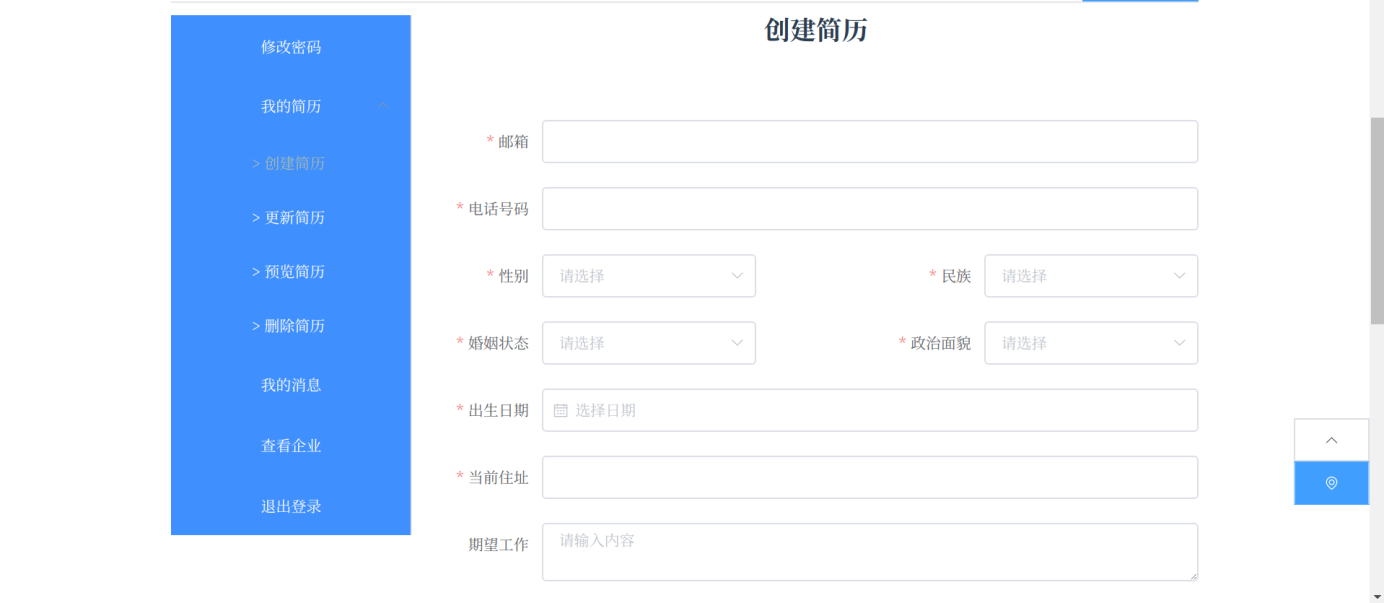 创建简历
修改密码
我的简历
> 创建简历
> 更新简历
> 预览简历
> 删除简历
我的消息
查看企业
退出登录
* 邮箱
* 电话号码
* 性别 请选择 * 民族 请选择
* 婚姻状态 请选择 * 政治面貌 请选择
* 出生日期 选择日期
* 当前住址
期望工作 请输入内容